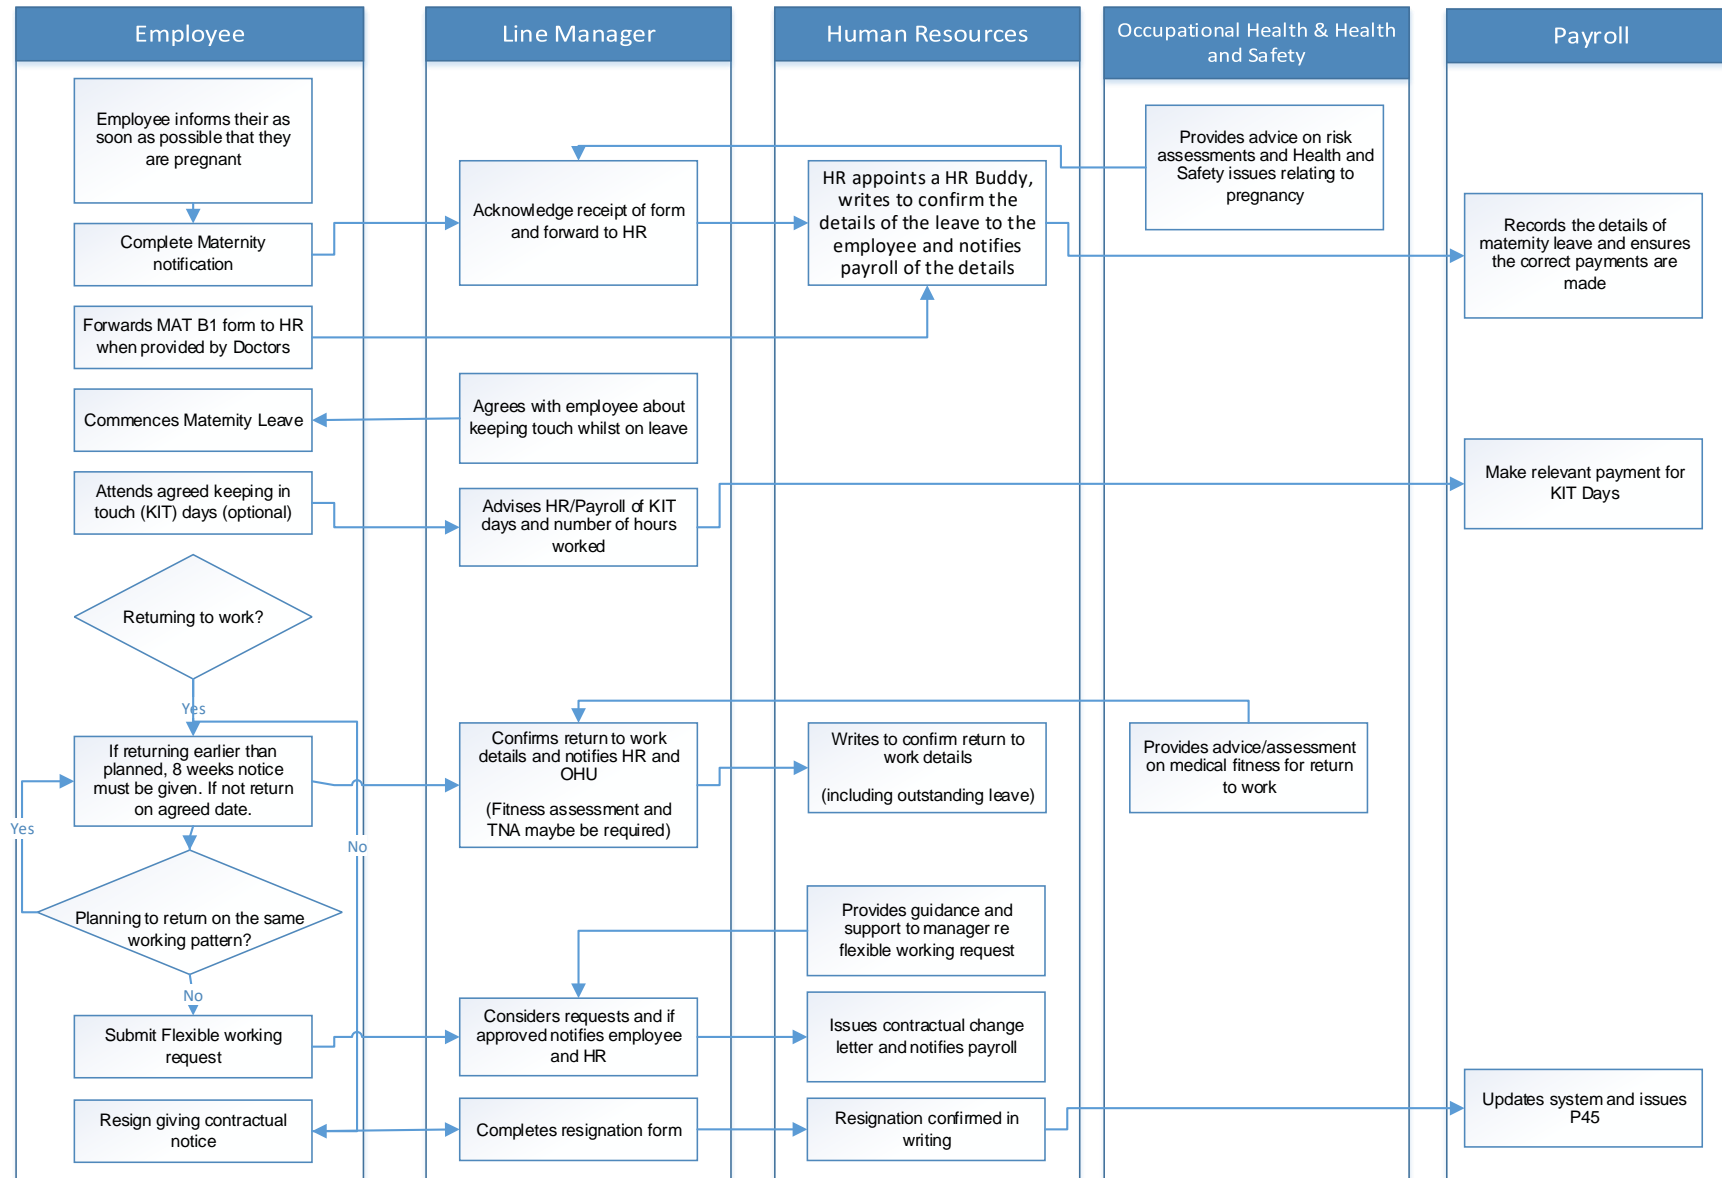 Employee
Line Manager
Human Resources
Occupational Health & Health
and Safety
Payroll
Employee informs their as
soon as possible that they
are pregnant
Provides advice on risk
assessments and Health and
Safety issues relating to
pregnancy
Acknowledge receipt of form
and forward to HR
HR appoints a HR Buddy,
writes to confirm the
details of the leave to the
employee and notifies
payroll of the details
Complete Maternity
notification
Records the details of
maternity leave and ensures
the correct payments are
made
Forwards MAT B1 form to HR
when provided by Doctors
Commences Maternity Leave
Agrees with employee about
keeping touch whilst on leave
Attends agreed keeping in
touch (KIT) days (optional)
Advises HR/Payroll of KIT
days and number of hours
worked
Make relevant payment for
KIT Days
Returning to work?
Yes
If returning earlier than
planned, 8 weeks notice
must be given. If not return
on agreed date.
Confirms return to work
details and notifies HR and
OHU
(Fitness assessment and
TNA maybe be required)
Writes to confirm return to
work details
(including outstanding leave)
Provides advice/assessment
on medical fitness for return
to work
Yes
No
Planning to return on the same
working pattern?
Provides guidance and
support to manager re
flexible working request
No
Submit Flexible working
request
Considers requests and if
approved notifies employee
and HR
Issues contractual change
letter and notifies payroll
Resign giving contractual
notice
Completes resignation form
Resignation confirmed in
writing
Updates system and issues
P45